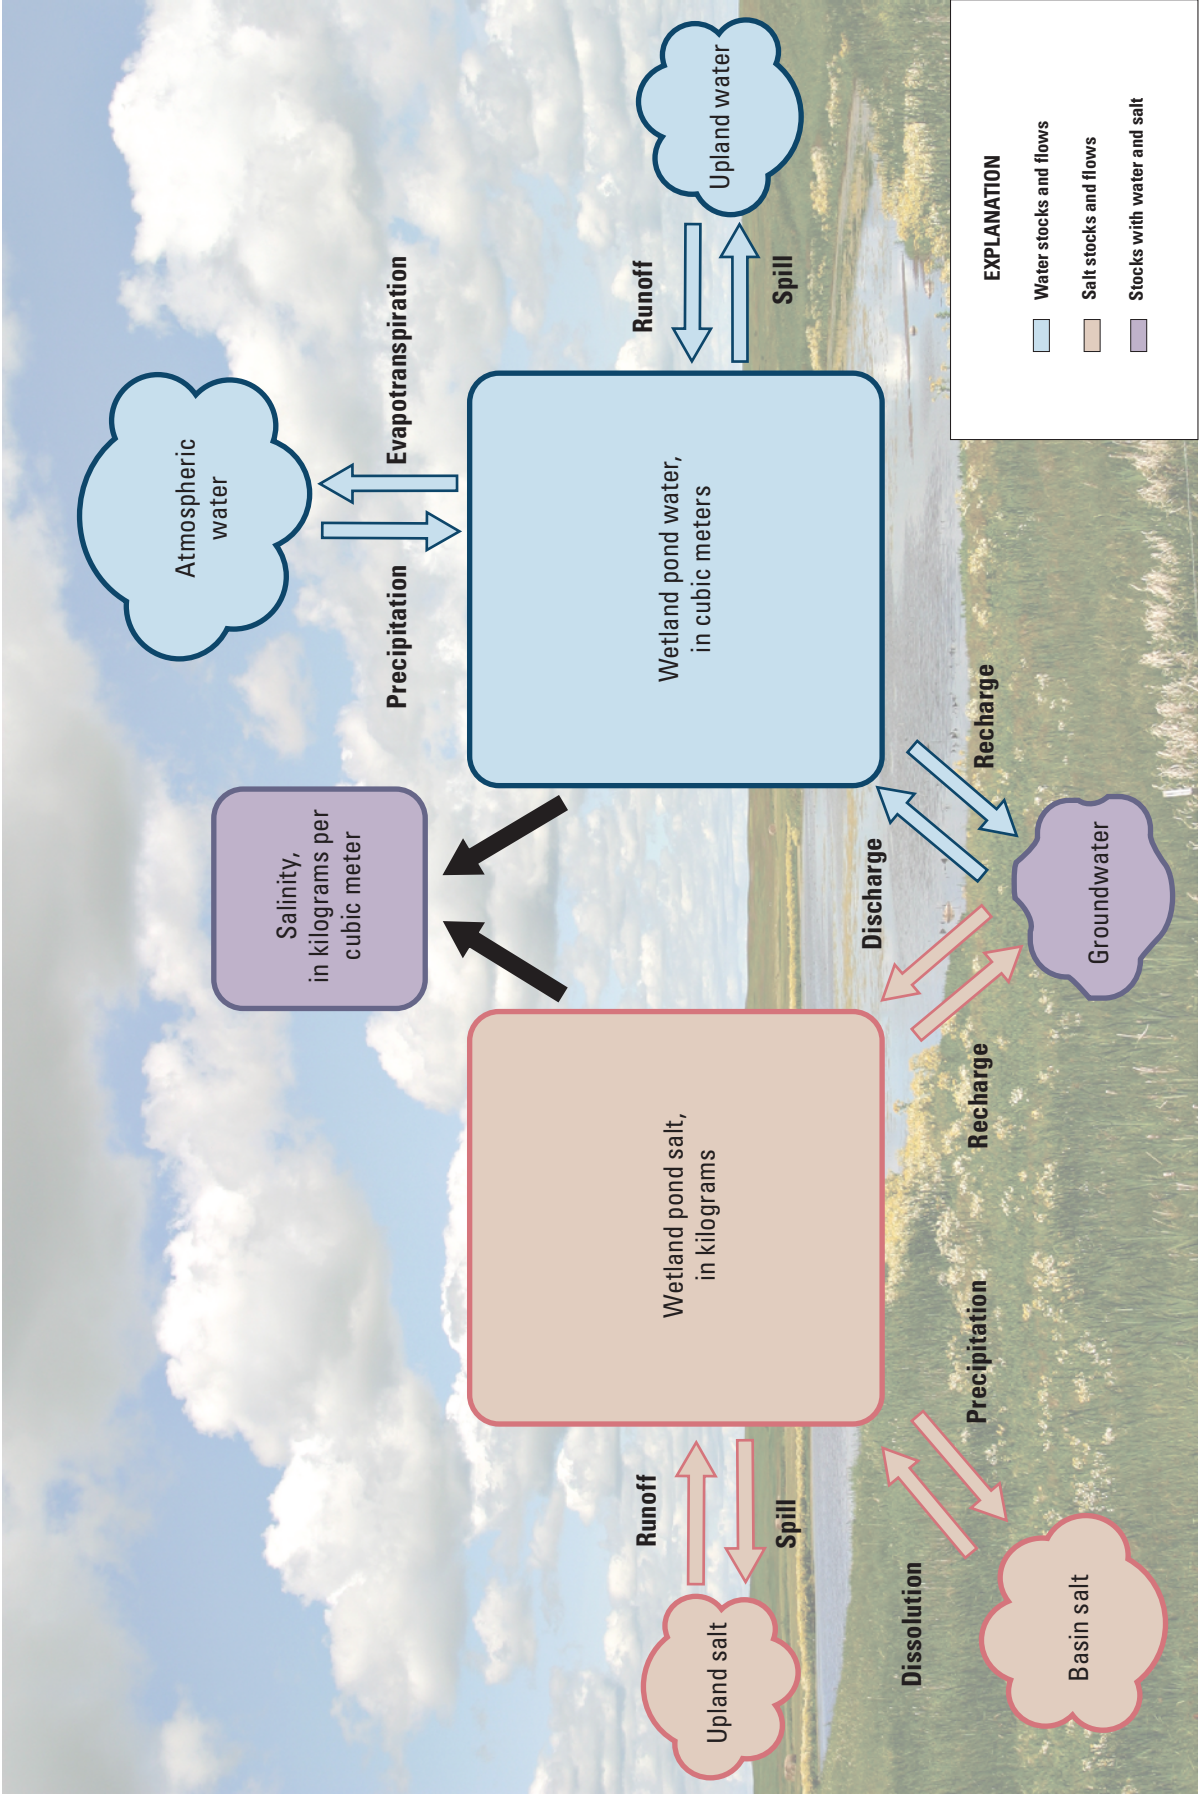 Atmospheric
water
Salinity,
in kilograms per
cubic meter
Precipitation
Evapotranspiration
Upland salt
Runoff
Spill
Wetland pond salt,
in kilograms
Wetland pond water,
in cubic meters
Runoff
Spill
Upland water
Dissolution
Precipitation
Basin salt
Recharge
Discharge
Recharge
Groundwater
EXPLANATION
Water stocks and flows
Salt stocks and flows
Stocks with water and salt